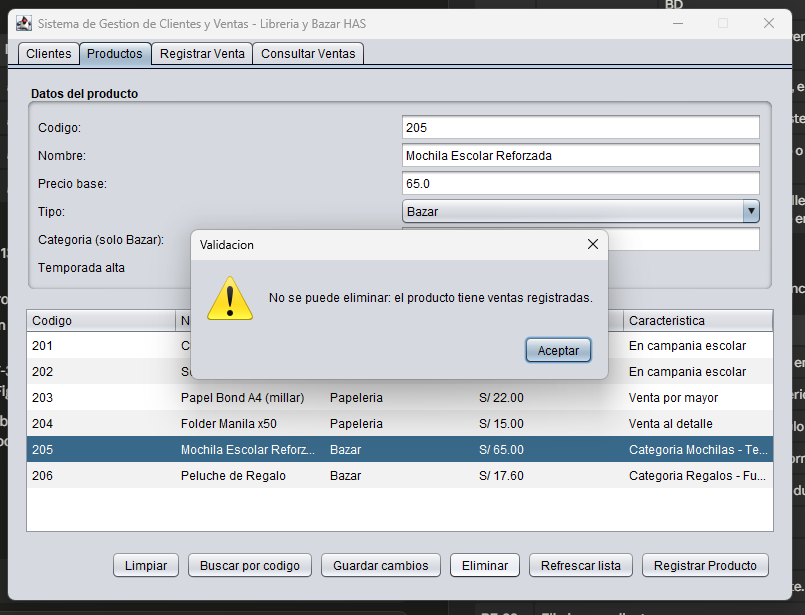 Sistema de Gestion de Clientes y Ventas - Libreria y Bazar HAS
Clientes Productos Registrar Venta Consultar Ventas
Datos del producto
Codigo: 205
Nombre: Mochila Escolar Reforzada
Precio base: 65.0
Tipo: Bazar
Categoria (solo Bazar):
Temporada alta
Validacion
No se puede eliminar: el producto tiene ventas registradas.
Aceptar
Codigo Caracteristica
201 En campania escolar
202 En campania escolar
203 Papel Bond A4 (millar) Papeleria S/ 22.00 Venta por mayor
204 Folder Manila x50 Papeleria S/ 15.00 Venta al detalle
205 Mochila Escolar Reforz... Bazar S/ 65.00 Categoria Mochilas - Te...
206 Peluche de Regalo Bazar S/ 17.60 Categoria Regalos - Fu...
Limpiar Buscar por codigo Guardar cambios Eliminar Refrescar lista Registrar Producto